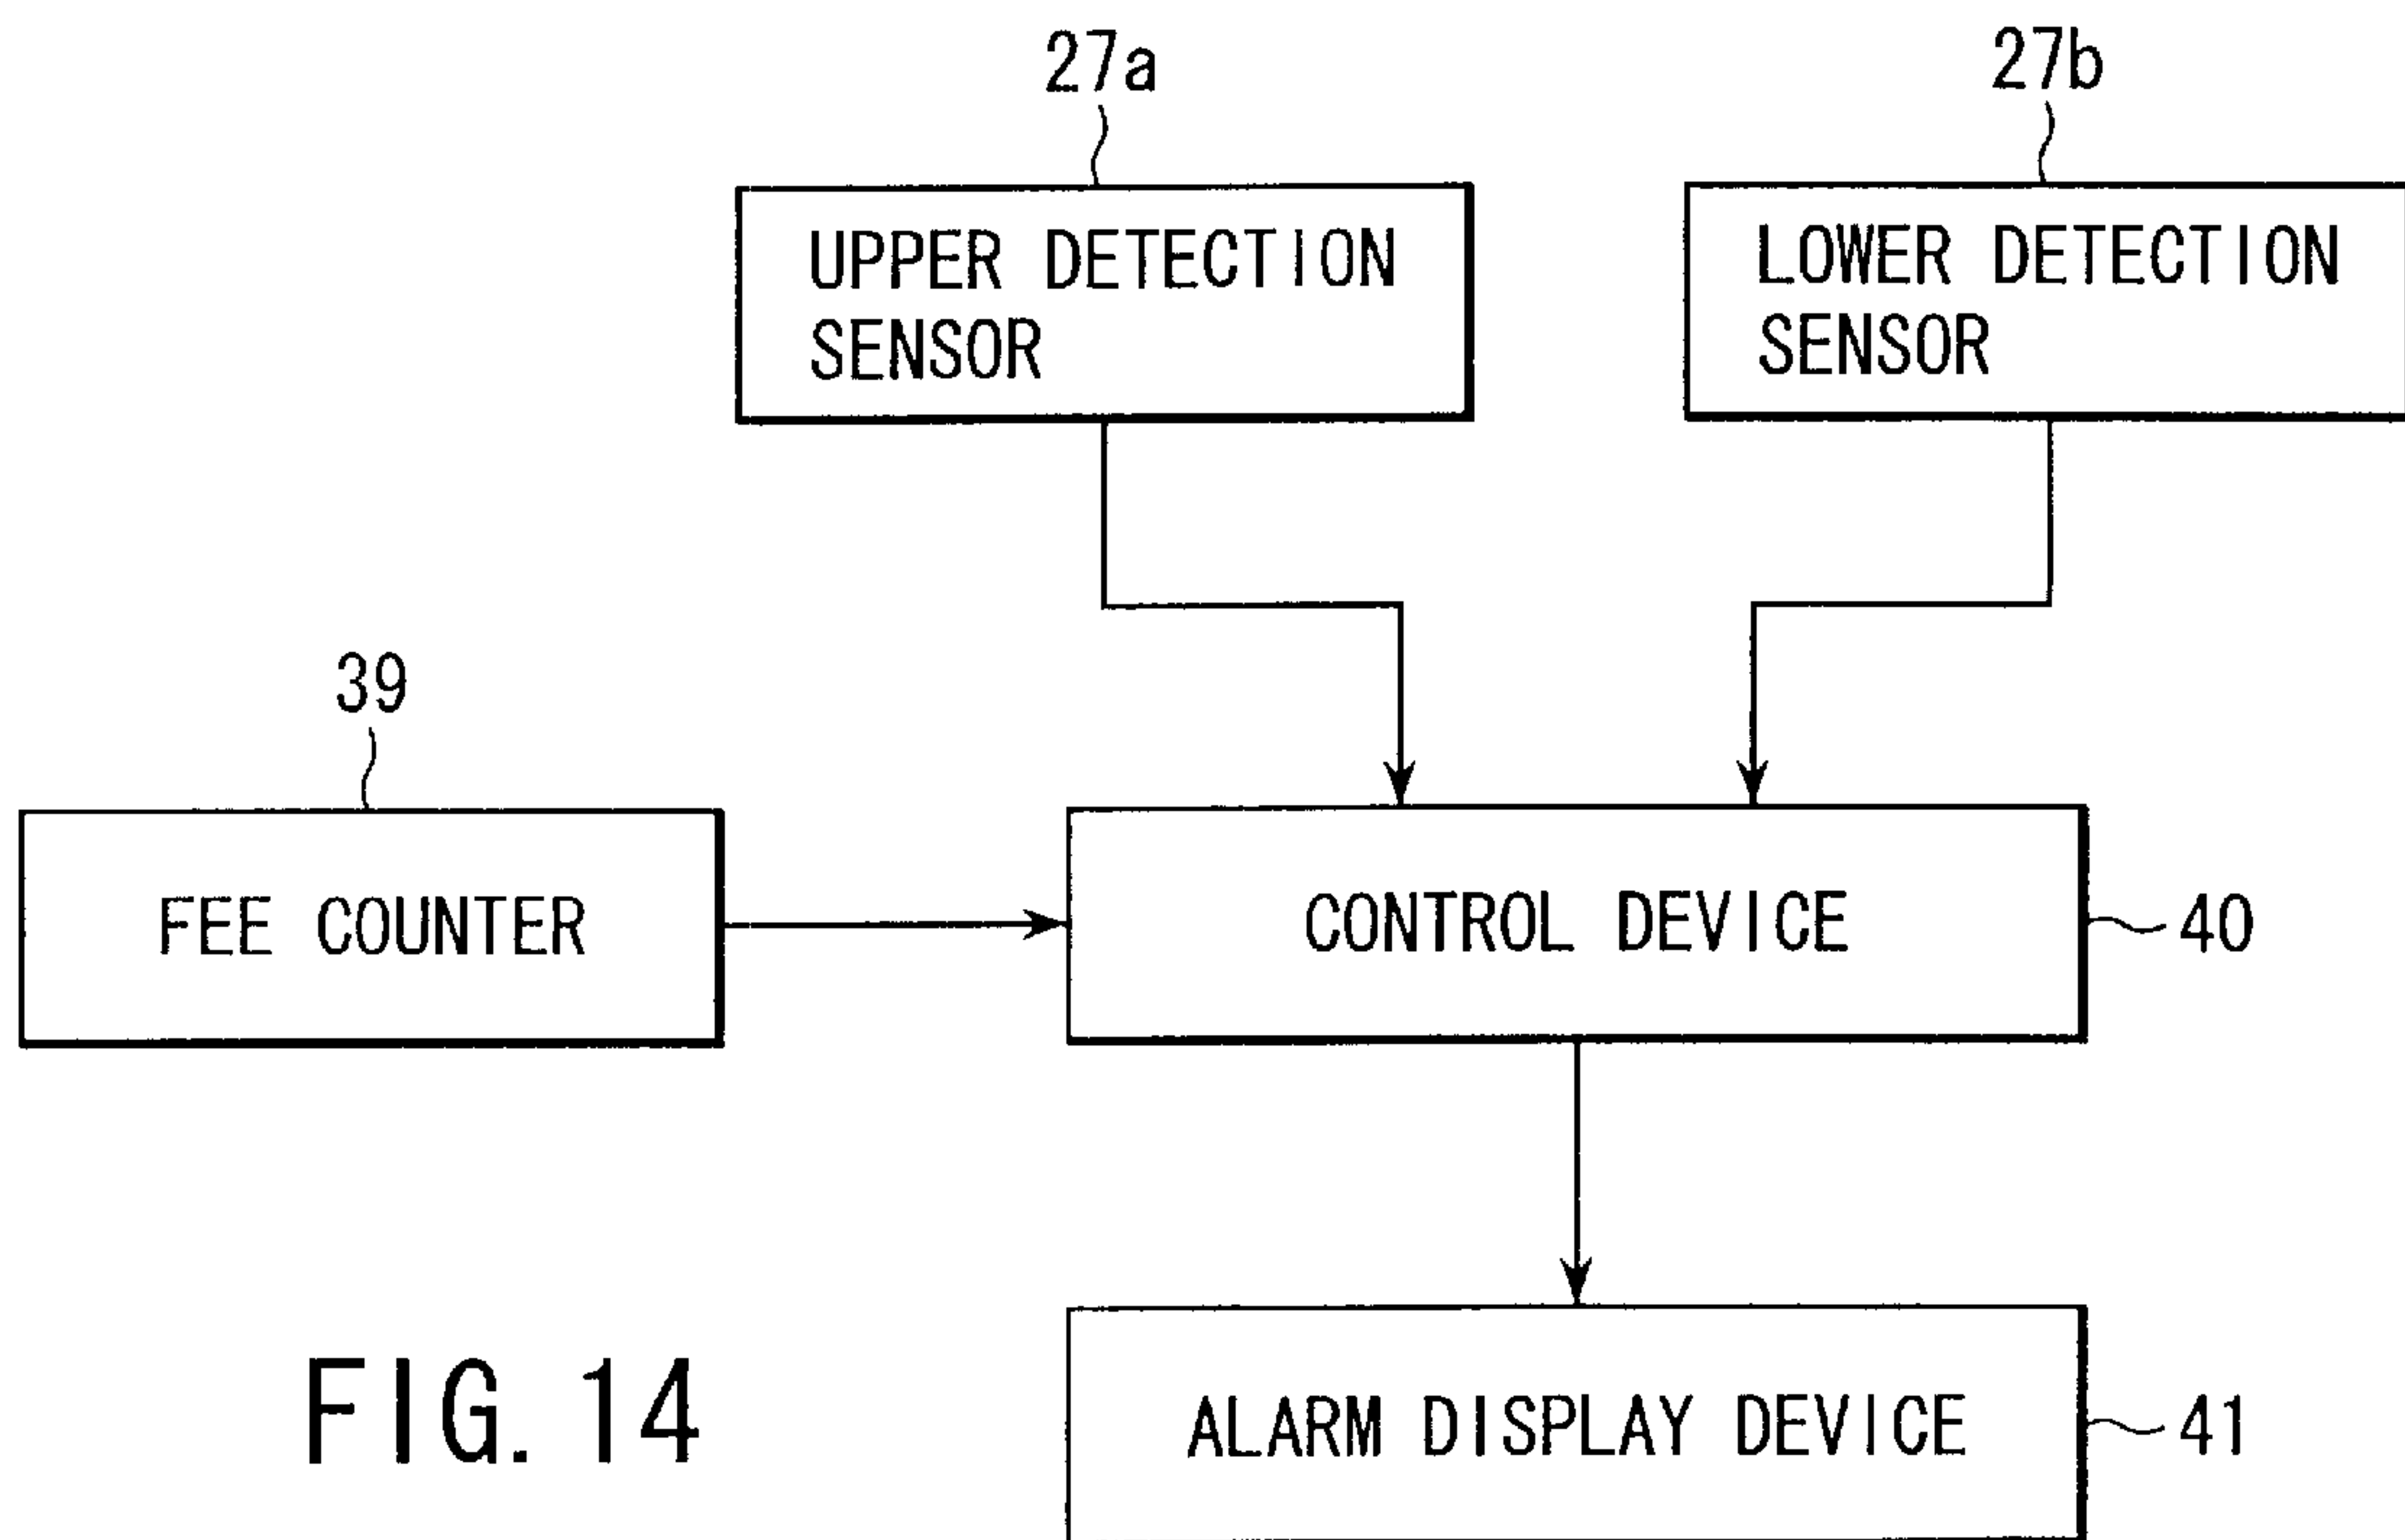 27a
27b
UPPER DETECTION
SENSOR
LOWER DETECTION
SENSOR
39
FEE COUNTER
CONTROL DEVICE
40
FIG. 14
ALARM DISPLAY DEVICE
41